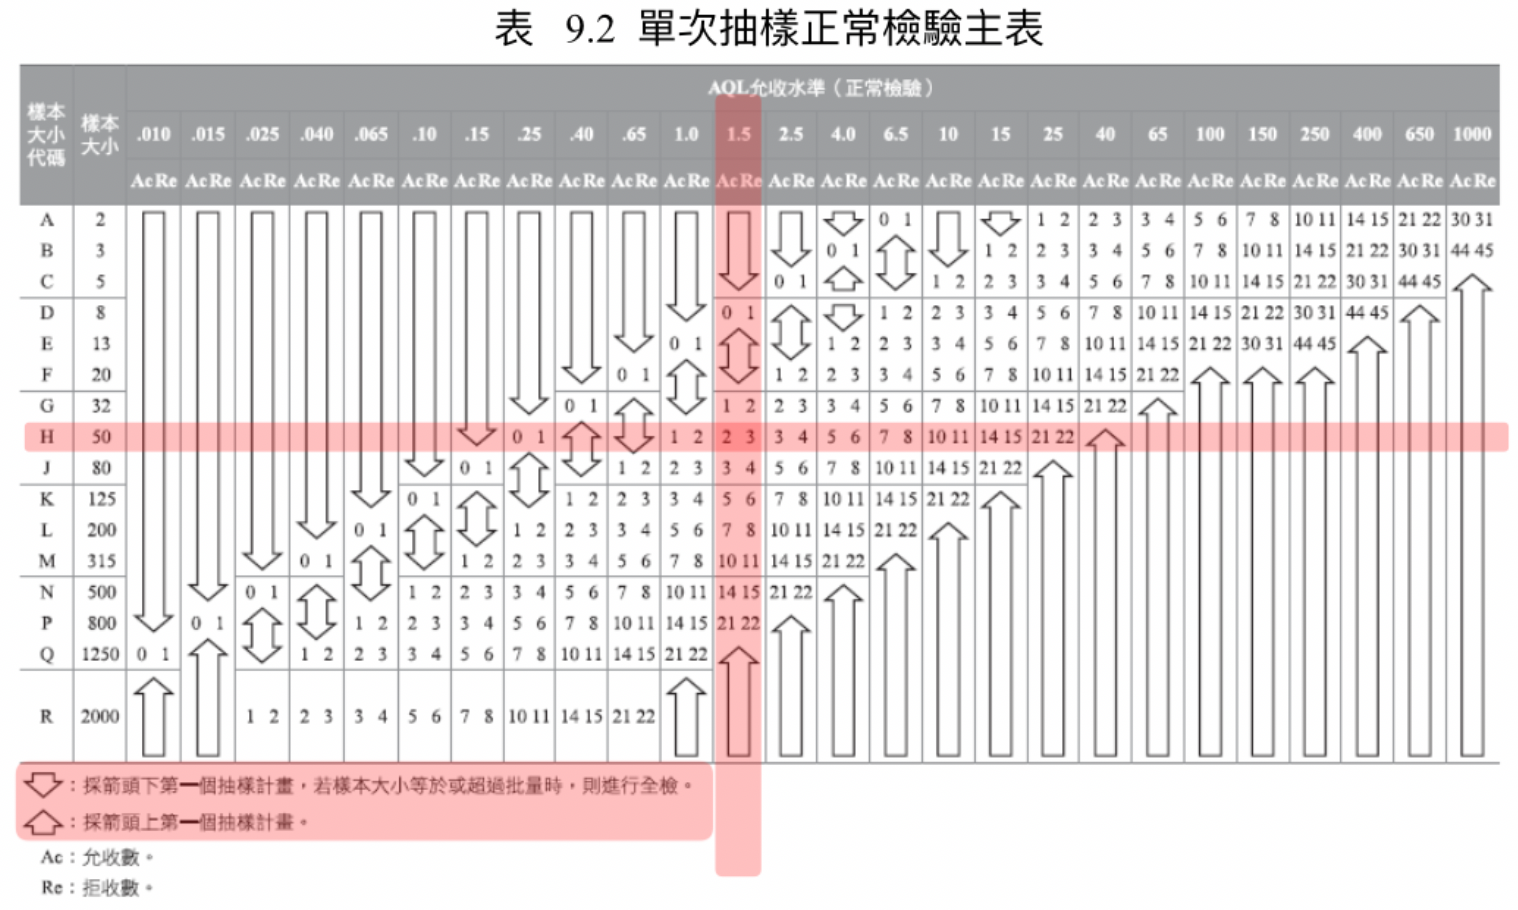 表 9.2 單次抽樣正常檢驗主表
樣本大小代碼 樣本大小 AQL允收水準（正常檢驗）
.010 .015 .025 .040 .065 .10 .15 .25 .40 .65 1.0 1.5 2.5 4.0 6.5 10 15 25 40 65 100 150 250 400 650 1000
Ac Re Ac Re Ac Re Ac Re Ac Re Ac Re Ac Re Ac Re Ac Re Ac Re Ac Re Ac Re Ac Re Ac Re Ac Re Ac Re Ac Re Ac Re Ac Re Ac Re Ac Re Ac Re Ac Re Ac Re Ac Re Ac Re
A 2 0 1 1 2 2 3 3 4 5 6 7 8 10 11 14 15 21 22 30 31
B 3 0 1 1 2 2 3 3 4 5 6 7 8 10 11 14 15 21 22 30 31 44 45
C 5 0 1 1 2 2 3 3 4 5 6 7 8 10 11 14 15 21 22 30 31 44 45
D 8 0 1 1 2 2 3 3 4 5 6 7 8 10 11 14 15 21 22 30 31 44 45
E 13 0 1 1 2 2 3 3 4 5 6 7 8 10 11 14 15 21 22 30 31 44 45
F 20 0 1 1 2 2 3 3 4 5 6 7 8 10 11 14 15 21 22
G 32 0 1 1 2 2 3 3 4 5 6 7 8 10 11 14 15 21 22
H 50 0 1 1 2 2 3 3 4 5 6 7 8 10 11 14 15 21 22
J 80 0 1 1 2 2 3 3 4 5 6 7 8 10 11 14 15 21 22
K 125 0 1 1 2 2 3 3 4 5 6 7 8 10 11 14 15 21 22
L 200 0 1 1 2 2 3 3 4 5 6 7 8 10 11 14 15 21 22
M 315 0 1 1 2 2 3 3 4 5 6 7 8 10 11 14 15 21 22
N 500 0 1 1 2 2 3 3 4 5 6 7 8 10 11 14 15 21 22
P 800 0 1 1 2 2 3 3 4 5 6 7 8 10 11 14 15 21 22
Q 1250 0 1 1 2 2 3 3 4 5 6 7 8 10 11 14 15 21 22
R 2000 1 2 2 3 3 4 5 6 7 8 10 11 14 15 21 22
：採箭頭下第一個抽樣計畫，若樣本大小等於或超過批量時，則進行全檢。
：採箭頭上第一個抽樣計畫。
Ac：允收數。
Re：拒收數。